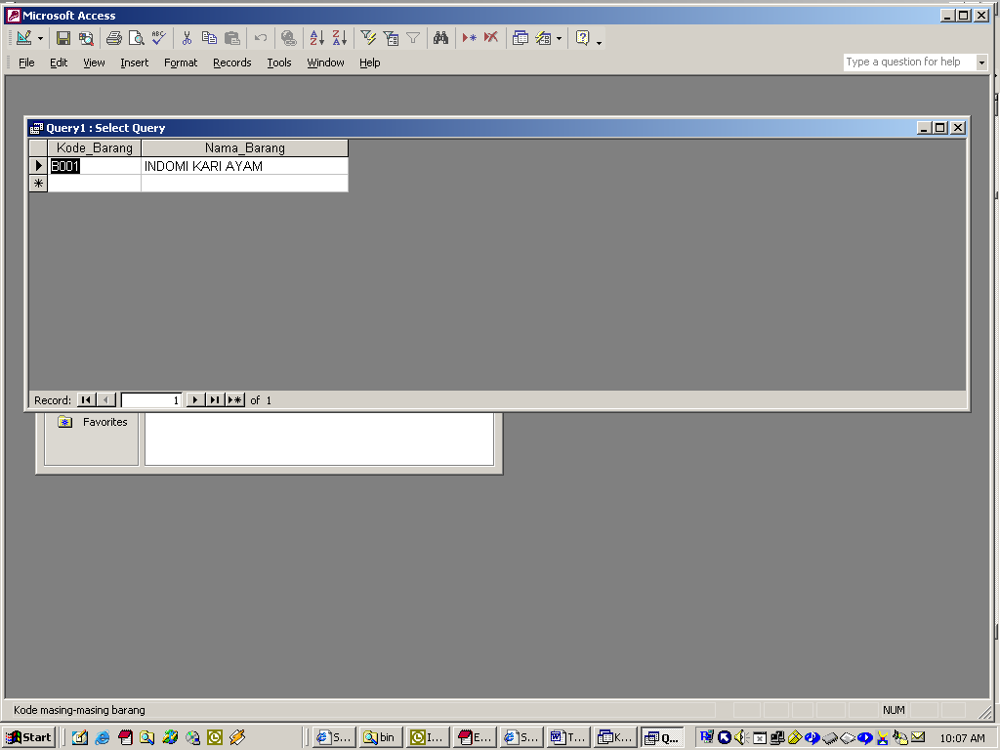 Microsoft Access
File Edit View Insert Format Records Tools Window Help
Type a question for help
Query1 : Select Query
Kode_Barang Nama_Barang
B001 INDOMI KARI AYAM
Record: 1 of 1
Favorites
Kode masing-masing barang
NUM
Start S... bin I... E... S... T... K... Q... 10:07 AM